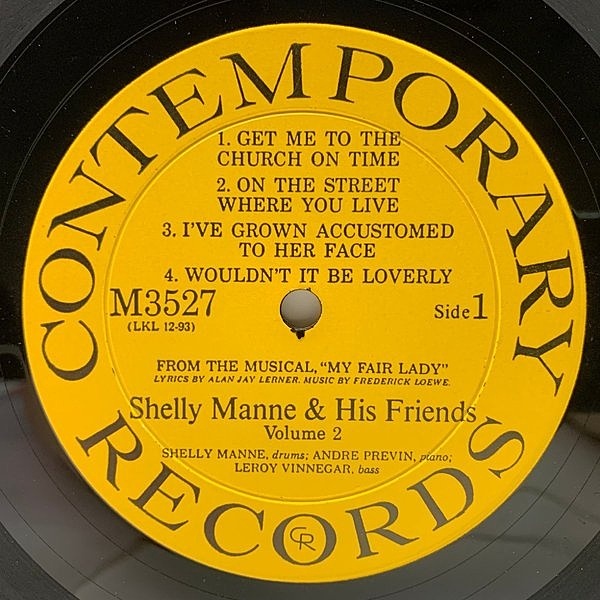 CONTEMPORARY
1. GET ME TO THE
CHURCH ON TIME
2. ON THE STREET
WHERE YOU LIVE
3. I'VE GROWN ACCUSTOMED
TO HER FACE
4. WOULDN'T IT BE LOVERLY
M3527
(LKL 12-93)
Side 1
FROM THE MUSICAL, "MY FAIR LADY"
LYRICS BY ALAN JAY LERNER. MUSIC BY FREDERICK LOEWE.
Shelly Manne & His Friends
Volume 2
SHELLY MANNE, drums; ANDRE PREVIN, piano;
LEROY VINNEGAR, bass
RECORDS
CR